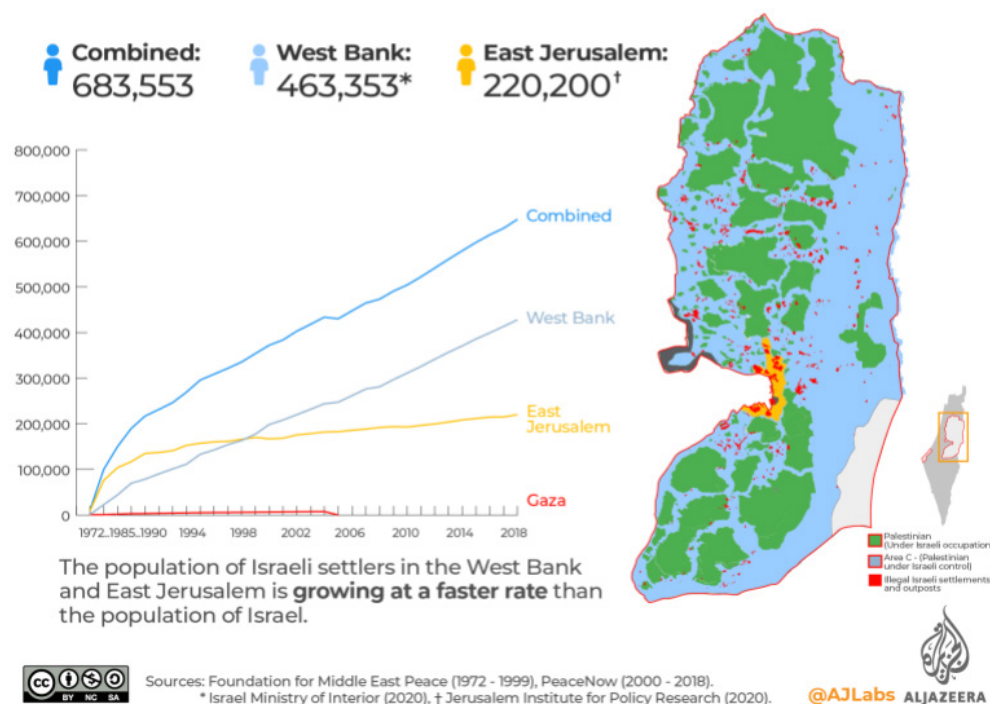 Combined:
683,553
West Bank:
463,353*
East Jerusalem:
220,200†
800,000
700,000
600,000
500,000
400,000
300,000
200,000
100,000
0
Combined
West Bank
East
Jerusalem
Gaza
1972..1985..1990 1994 1998 2002 2006 2010 2014 2018
The population of Israeli settlers in the West Bank
and East Jerusalem is growing at a faster rate than
the population of Israel.
Palestinian
(Under Israeli occupation
Area C - (Palestinian
under Israeli control)
Illegal Israeli settlements
and outposts
cc BY NC SA
Sources: Foundation for Middle East Peace (1972 - 1999), PeaceNow (2000 - 2018).
* Israel Ministry of Interior (2020), † Jerusalem Institute for Policy Research (2020).
@AJLabs
ALJAZEERA